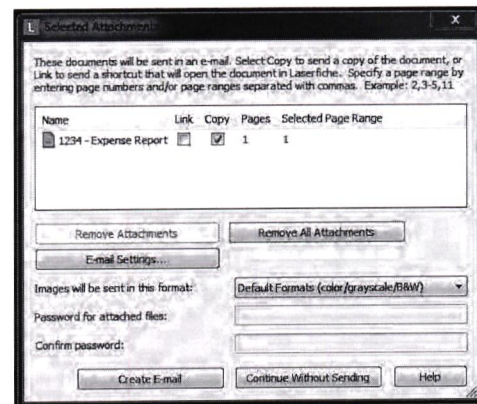 L Selected Attachments
X
These documents will be sent in an e-mail. Select Copy to send a copy of the document, or
Link to send a shortcut that will open the document in Laserfiche. Specify a page range by
entering page numbers and/or page ranges separated with commas. Example: 2,3-5,11
Name Link Copy Pages Selected Page Range
1234 - Expense Report 1 1
Remove Attachments Remove All Attachments
E-mail Settings...
Images will be sent in this format: Default Formats (color/grayscale/B&W)
Password for attached files:
Confirm password:
Create E-mail Continue Without Sending Help